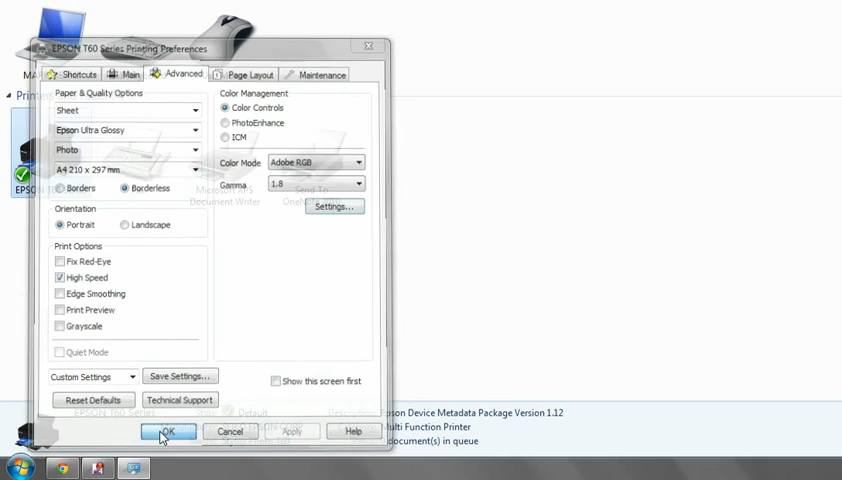 EPSON T60 Series Printing Preferences
Shortcuts
Main
Advanced
Page Layout
Maintenance
Paper & Quality Options
Sheet
Epson Ultra Glossy
Photo
A4 210 x 297 mm
Borders
Borderless
Orientation
Portrait
Landscape
Print Options
Fix Red-Eye
High Speed
Edge Smoothing
Print Preview
Grayscale
Quiet Mode
Color Management
Color Controls
PhotoEnhance
ICM
Color Mode
Adobe RGB
Gamma
1.8
Settings...
Custom Settings
Save Settings...
Show this screen first
Reset Defaults
Technical Support
OK
Cancel
Apply
Help
Microsoft XPS
Document Writer
Send To
EPSON T60 Series
Default
Epson Device Metadata Package Version 1.12
Multi Function Printer
document(s) in queue